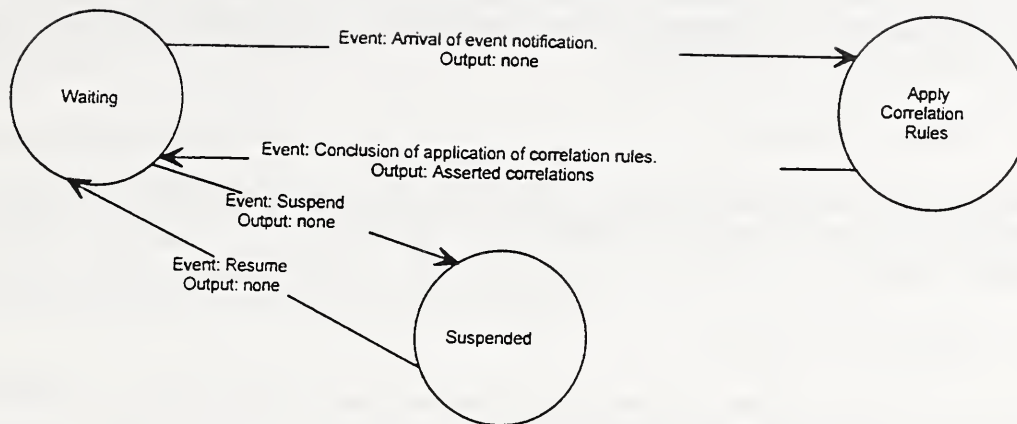 Event: Arrival of event notification.
Output: none
Waiting
Apply
Correlation
Rules
Event: Conclusion of application of correlation rules.
Output: Asserted correlations
Event: Suspend
Output: none
Event: Resume
Output: none
Suspended